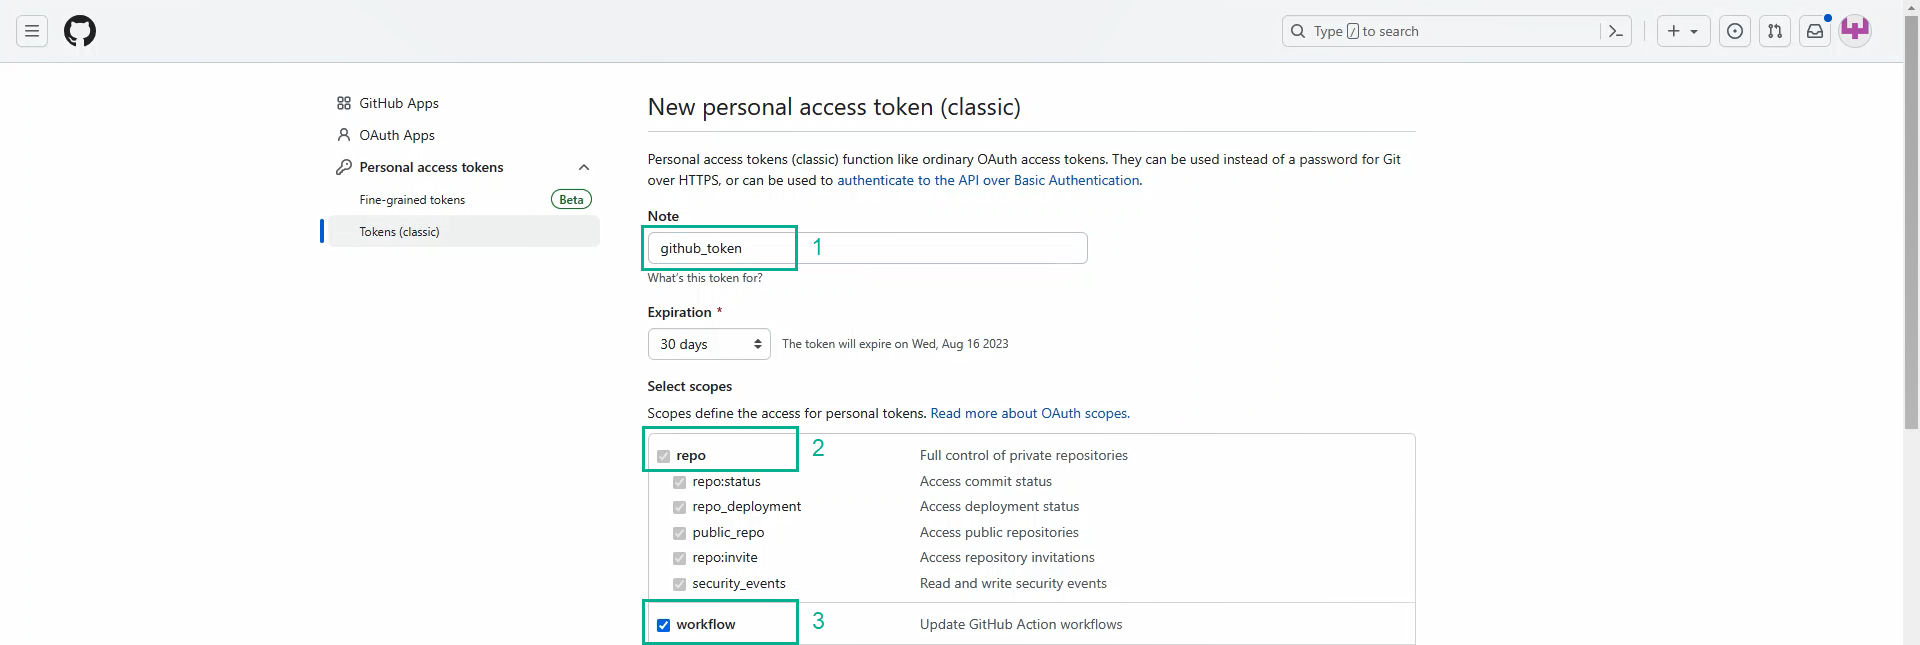 Type / to search
GitHub Apps
OAuth Apps
Personal access tokens
Fine-grained tokens Beta
Tokens (classic)
New personal access token (classic)
Personal access tokens (classic) function like ordinary OAuth access tokens. They can be used instead of a password for Git
over HTTPS, or can be used to authenticate to the API over Basic Authentication.
Note
github_token 1
What's this token for?
Expiration *
30 days The token will expire on Wed, Aug 16 2023
Select scopes
Scopes define the access for personal tokens. Read more about OAuth scopes.
repo 2 Full control of private repositories
repo:status Access commit status
repo_deployment Access deployment status
public_repo Access public repositories
repo:invite Access repository invitations
security_events Read and write security events
workflow 3 Update GitHub Action workflows